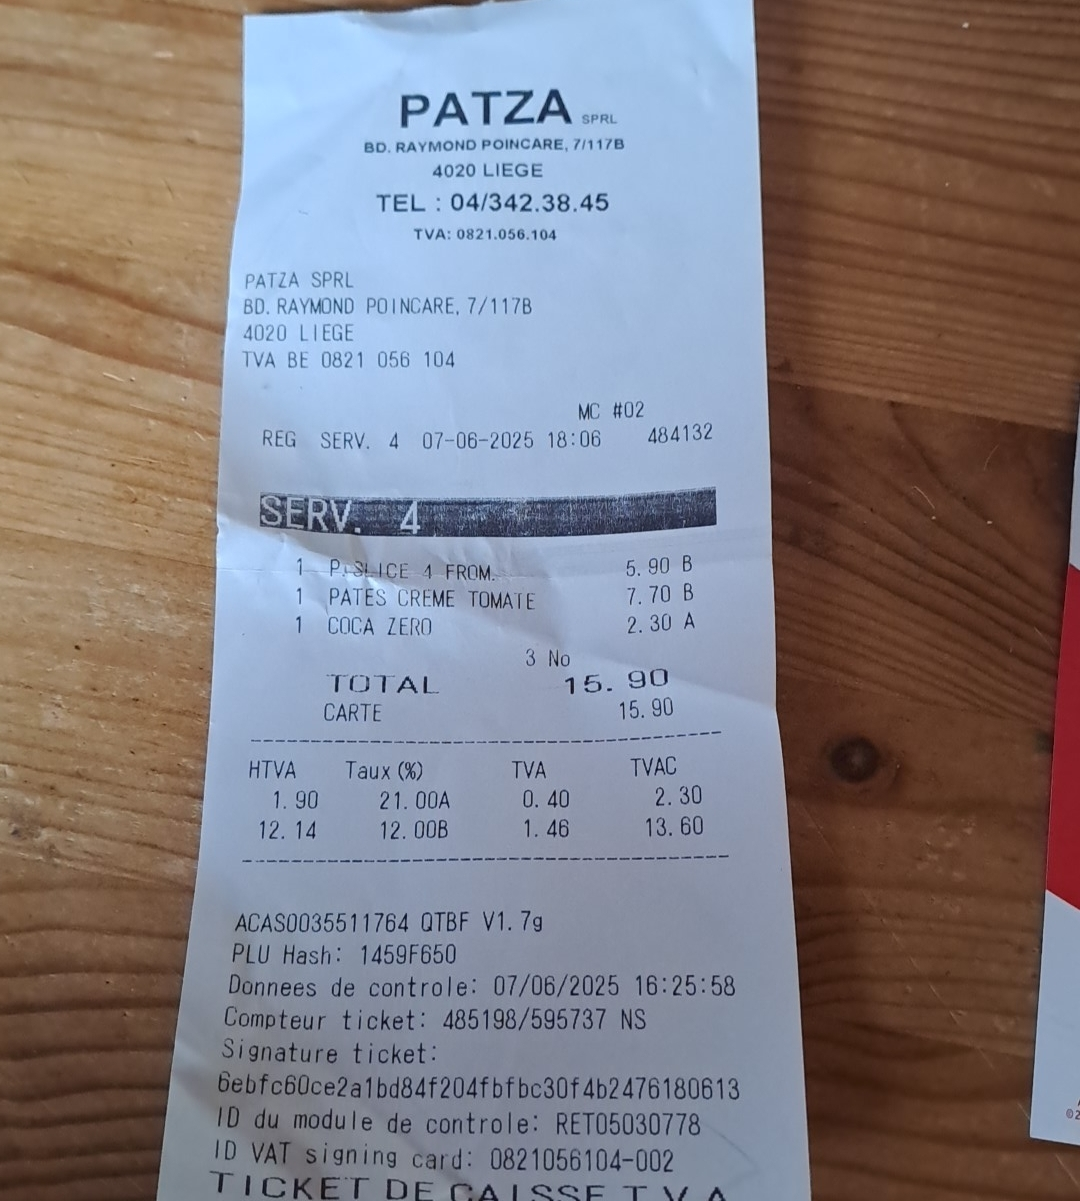 PATZA SPRL
BD. RAYMOND POINCARE, 7/117B
4020 LIEGE
TEL : 04/342.38.45
TVA: 0821.056.104
PATZA SPRL
BD. RAYMOND POINCARE, 7/117B
4020 LIEGE
TVA BE 0821 056 104
MC #02
REG SERV. 4 07-06-2025 18:06 484132
SERV. 4
1 P.SLICE 4 FROM. 5.90 B
1 PATES CREME TOMATE 7.70 B
1 COCA ZERO 2.30 A
3 No
TOTAL 15.90
CARTE 15.90
HTVA Taux (%) TVA TVAC
1.90 21.00A 0.40 2.30
12.14 12.00B 1.46 13.60
ACAS0035511764 QTBF V1.7g
PLU Hash: 1459F650
Donnees de controle: 07/06/2025 16:25:58
Compteur ticket: 485198/595737 NS
Signature ticket:
6ebfc60ce2a1bd84f204fbfbc30f4b2476180613
ID du module de controle: RET05030778
ID VAT signing card: 0821056104-002
TICKET DE CAISSE T V A